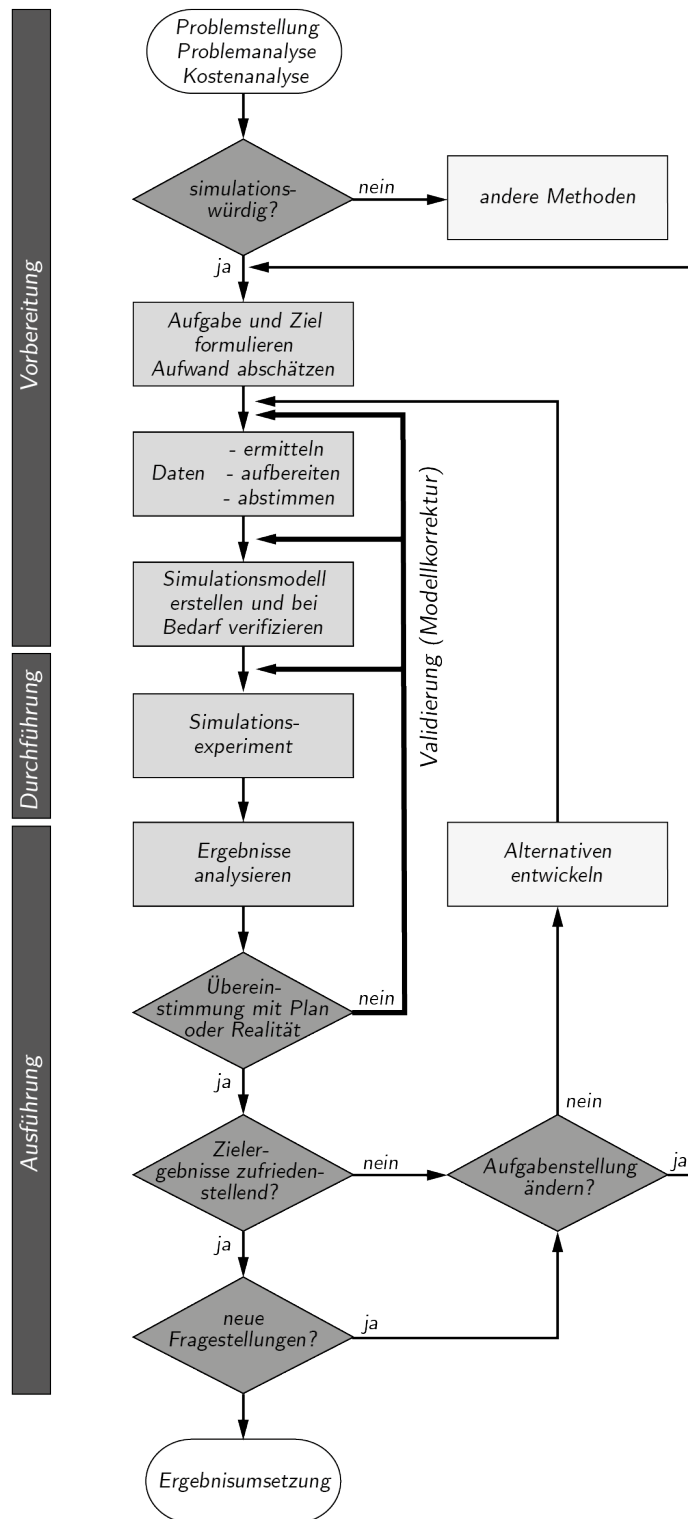 Problemstellung
Problemanalyse
Kostenanalyse
simulations-
würdig?
nein
andere Methoden
ja
Vorbereitung
Aufgabe und Ziel
formulieren
Aufwand abschätzen
- ermitteln
Daten - aufbereiten
- abstimmen
Simulationsmodell
erstellen und bei
Bedarf verifizieren
Validierung (Modellkorrektur)
Durchführung
Simulations-
experiment
Ergebnisse
analysieren
Alternativen
entwickeln
Ausführung
Überein-
stimmung mit Plan
oder Realität
nein
ja
nein
Zieler-
gebnisse zufrieden-
stellend?
nein
Aufgabenstellung
ändern?
ja
ja
neue
Fragestellungen?
ja
Ergebnisumsetzung